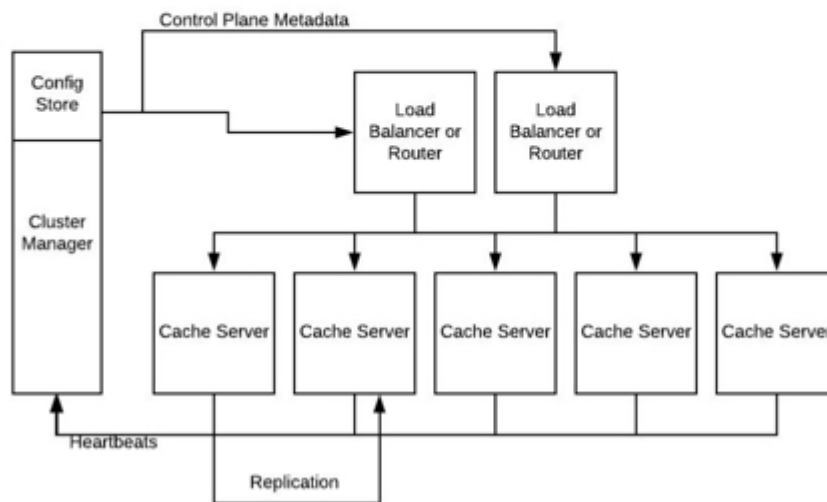 Control Plane Metadata
Config
Store
Load
Balancer or
Router
Load
Balancer or
Router
Cluster
Manager
Cache Server
Cache Server
Cache Server
Cache Server
Cache Server
Heartbeats
Replication